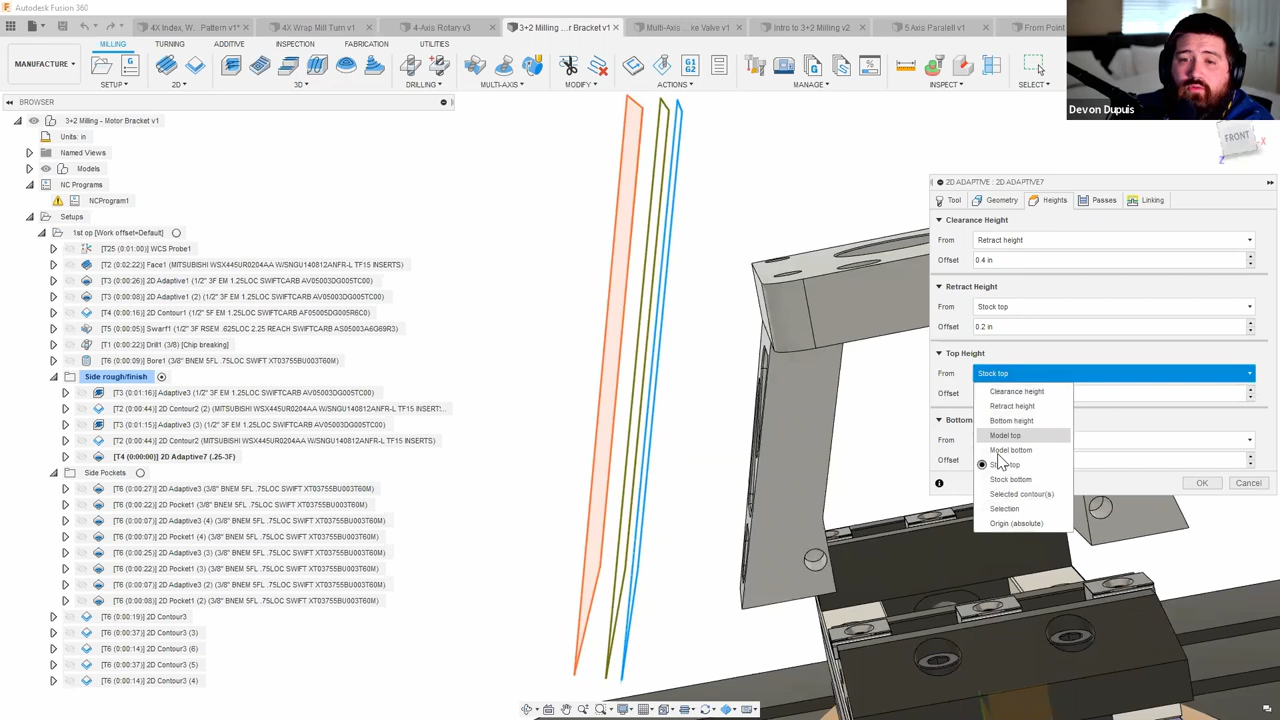 Autodesk Fusion 360
4X Index, W... Pattern v1*
4X Wrap Mill Turn v1
4-Axis Rotary v3
3+2 Milling ...r Bracket v1
Multi-Axis ... ke Valve v1
Intro to 3+2 Milling v2
5 Axis Paralell v1
From Point
Devon Dupuis
MILLING
TURNING
ADDITIVE
INSPECTION
FABRICATION
UTILITIES
MANUFACTURE
SETUP
2D
3D
DRILLING
MULTI-AXIS
MODIFY
ACTIONS
MANAGE
INSPECT
SELECT
G1
G2
BROWSER
3+2 Milling - Motor Bracket v1
Units: in
Named Views
Models
NC Programs
NCProgram1
Setups
1st op [Work offset=Default]
[T25 (0:01:00)] WCS Probe1
[T2 (0:02:22)] Face1 (MITSUBISHI WSX445UR0204AA W/SNGU140812ANFR-L TF15 INSERTS)
[T3 (0:00:26)] 2D Adaptive1 (1/2" 3F EM 1.25LOC SWIFTCARB AV05003DG005TC00)
[T3 (0:00:08)] 2D Adaptive1 (2) (1/2" 3F EM 1.25LOC SWIFTCARB AV05003DG005TC00)
[T4 (0:00:16)] 2D Contour1 (1/2" 3F EM 1.25LOC SWIFTCARB AF05003DG005R6C0)
[T5 (0:00:16)] Swarf1 (1/2" 3F RSEM .625LOC 2.25 REACH SWIFTCARB AS05003A6G69R3)
[T1 (0:00:22)] Drill1 (3/8) [Chip breaking]
[T6 (0:00:09)] Bore1 (3/8" BNEM 5FL .75LOC SWIFT XT03755BU003T60M)
Side rough/finish
[T3 (0:01:16)] Adaptive3 (1/2" 3F EM 1.25LOC SWIFTCARB AV05003DG005TC00)
[T2 (0:00:44)] 2D Contour2 (2) (MITSUBISHI WSX445UR0204AA W/SNGU140812ANFR-L TF15 INSERT...
[T3 (0:01:15)] Adaptive3 (2) (1/2" 3F EM 1.25LOC SWIFTCARB AV05003DG005TC00)
[T2 (0:00:44)] 2D Contour2 (MITSUBISHI WSX445UR0204AA W/SNGU140812ANFR-L TF15 INSERTS)
[T4 (0:00:00)] 2D Adaptive7 (.25-3F)
Side Pockets
[T6 (0:00:27)] 2D Adaptive3 (3/8" BNEM 5FL .75LOC SWIFT XT03755BU003T60M)
[T6 (0:00:08)] 2D Pocket1 (3/8" BNEM 5FL .75LOC SWIFT XT03755BU003T60M)
[T6 (0:00:07)] 2D Adaptive3 (4) (3/8" BNEM 5FL .75LOC SWIFT XT03755BU003T60M)
[T6 (0:00:22)] 2D Pocket1 (4) (3/8" BNEM 5FL .75LOC SWIFT XT03755BU003T60M)
[T6 (0:00:25)] 2D Adaptive3 (3) (3/8" BNEM 5FL .75LOC SWIFT XT03755BU003T60M)
[T6 (0:00:22)] 2D Pocket1 (3) (3/8" BNEM 5FL .75LOC SWIFT XT03755BU003T60M)
[T6 (0:00:07)] 2D Adaptive3 (2) (3/8" BNEM 5FL .75LOC SWIFT XT03755BU003T60M)
[T6 (0:00:08)] 2D Pocket1 (2) (3/8" BNEM 5FL .75LOC SWIFT XT03755BU003T60M)
[T6 (0:00:19)] 2D Contour3
[T6 (0:00:37)] 2D Contour3 (3)
[T6 (0:00:14)] 2D Contour3 (6)
[T6 (0:00:37)] 2D Contour3 (5)
[T6 (0:00:14)] 2D Contour3 (4)
FRONT
X
Z
2D ADAPTIVE : 2D ADAPTIVE7
Tool
Geometry
Heights
Passes
Linking
Clearance Height
From
Retract height
Offset
0.4 in
Retract Height
From
Stock top
Offset
0.2 in
Top Height
From
Stock top
Offset
Clearance height
Retract height
Bottom height
Model top
Model bottom
Stock bottom
Selected contour(s)
Selection
Origin (absolute)
Bottom
From
Offset
OK
Cancel